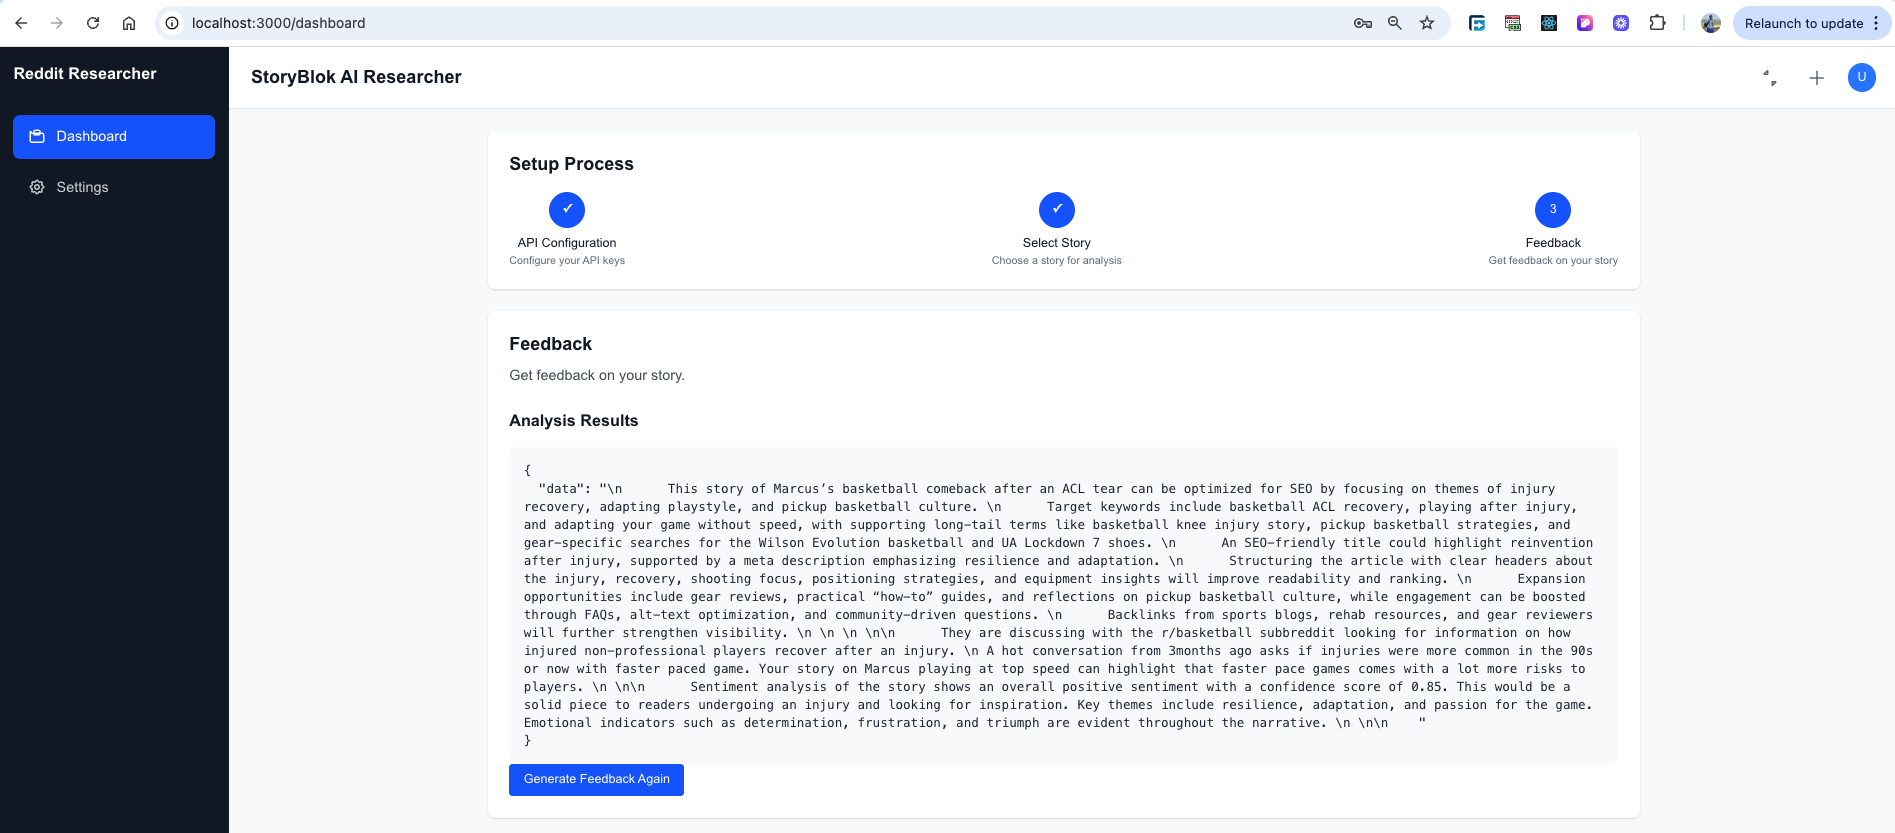 localhost:3000/dashboard
Relaunch to update
Reddit Researcher
StoryBlok AI Researcher
U
Dashboard
Settings
Setup Process
✓
✓
3
API Configuration
Select Story
Feedback
Configure your API keys
Choose a story for analysis
Get feedback on your story
Feedback
Get feedback on your story.
Analysis Results
{
"data": "\n      This story of Marcus’s basketball comeback after an ACL tear can be optimized for SEO by focusing on themes of injury
recovery, adapting playstyle, and pickup basketball culture. \n      Target keywords include basketball ACL recovery, playing after injury,
and adapting your game without speed, with supporting long-tail terms like basketball knee injury story, pickup basketball strategies, and
gear-specific searches for the Wilson Evolution basketball and UA Lockdown 7 shoes. \n      An SEO-friendly title could highlight reinvention
after injury, supported by a meta description emphasizing resilience and adaptation. \n      Structuring the article with clear headers about
the injury, recovery, shooting focus, positioning strategies, and equipment insights will improve readability and ranking. \n      Expansion
opportunities include gear reviews, practical “how-to” guides, and reflections on pickup basketball culture, while engagement can be boosted
through FAQs, alt-text optimization, and community-driven questions. \n      Backlinks from sports blogs, rehab resources, and gear reviewers
will further strengthen visibility. \n \n \n \n\n      They are discussing with the r/basketball subbreddit looking for information on how
injured non-professional players recover after an injury. \n A hot conversation from 3months ago asks if injuries were more common in the 90s
or now with faster paced game. Your story on Marcus playing at top speed can highlight that faster pace games comes with a lot more risks to
players. \n \n\n      Sentiment analysis of the story shows an overall positive sentiment with a confidence score of 0.85. This would be a
solid piece to readers undergoing an injury and looking for inspiration. Key themes include resilience, adaptation, and passion for the game.
Emotional indicators such as determination, frustration, and triumph are evident throughout the narrative. \n \n\n    "
}
Generate Feedback Again